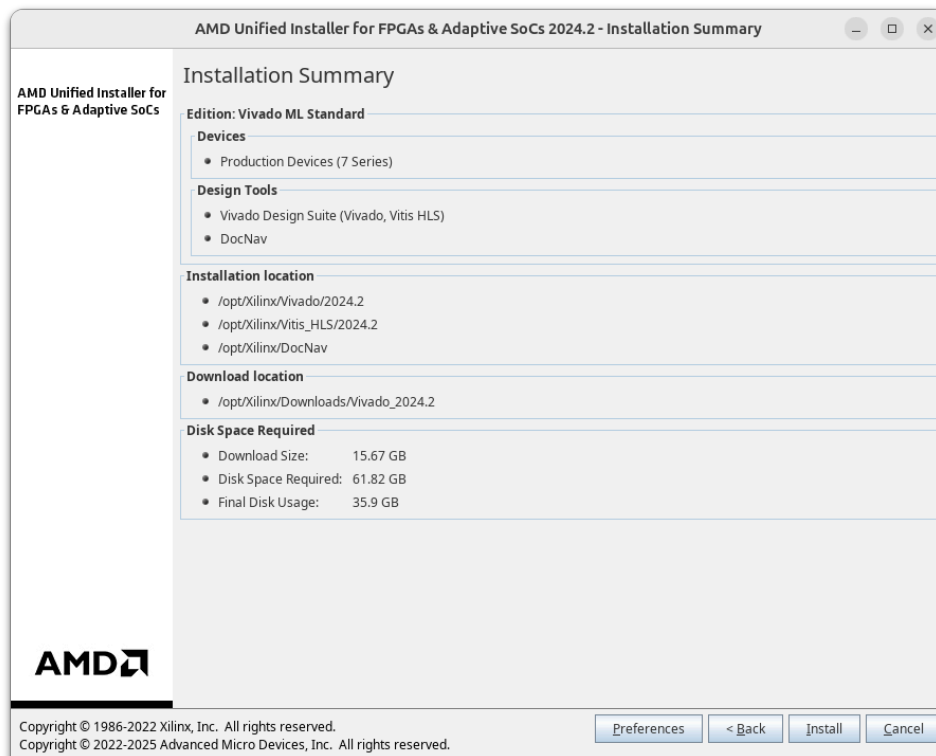 AMD Unified Installer for FPGAs & Adaptive SoCs 2024.2 - Installation Summary
AMD Unified Installer for
FPGAs & Adaptive SoCs
Installation Summary
Edition: Vivado ML Standard
Devices
Production Devices (7 Series)
Design Tools
Vivado Design Suite (Vivado, Vitis HLS)
DocNav
Installation location
/opt/Xilinx/Vivado/2024.2
/opt/Xilinx/Vitis_HLS/2024.2
/opt/Xilinx/DocNav
Download location
/opt/Xilinx/Downloads/Vivado_2024.2
Disk Space Required
Download Size: 15.67 GB
Disk Space Required: 61.82 GB
Final Disk Usage: 35.9 GB
AMD
Copyright © 1986-2022 Xilinx, Inc. All rights reserved.
Copyright © 2022-2025 Advanced Micro Devices, Inc. All rights reserved.
Preferences < Back Install Cancel